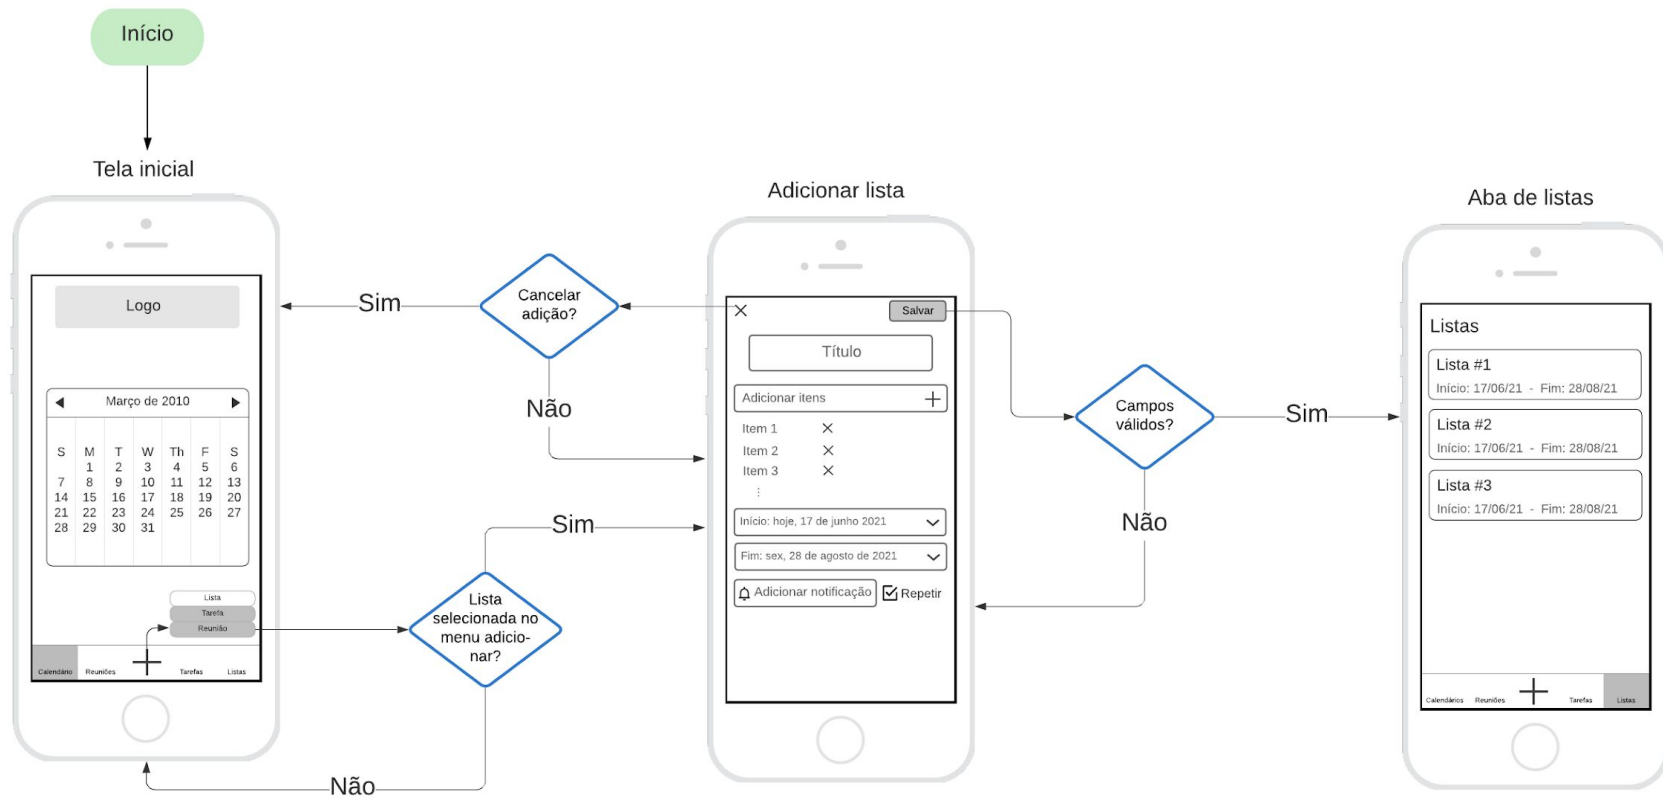 Início
Tela inicial
Logo
Março de 2010
S M T W Th F S
1 2 3 4 5 6
7 8 9 10 11 12 13
14 15 16 17 18 19 20
21 22 23 24 25 26 27
28 29 30 31
Lista
Tarefa
Reunião
Calendário Reuniões Tarefas Listas
Sim
Cancelar
adição?
Não
Sim
Lista
selecionada no
menu adicio-
nar?
Não
Adicionar lista
Salvar
Título
Adicionar itens
Item 1
Item 2
Item 3
Início: hoje, 17 de junho 2021
Fim: sex, 28 de agosto de 2021
Adicionar notificação Repetir
Campos
válidos?
Sim
Não
Aba de listas
Listas
Lista #1
Início: 17/06/21 - Fim: 28/08/21
Lista #2
Início: 17/06/21 - Fim: 28/08/21
Lista #3
Início: 17/06/21 - Fim: 28/08/21
Calendários Reuniões Tarefas Listas